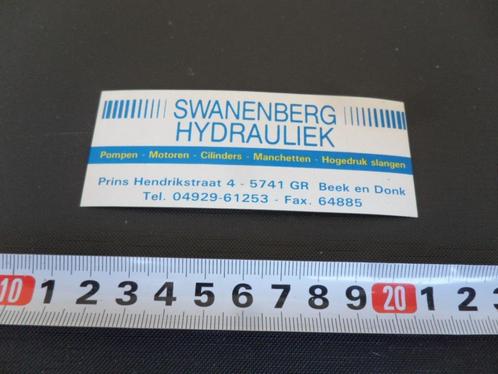 SWANENBERG
HYDRAULIEK
Pompen - Motoren - Cilinders - Manchetten - Hogedruk slangen
Prins Hendrikstraat 4 - 5741 GR Beek en Donk
Tel. 04929-61253 - Fax. 64885
10 1 2 3 4 5 6 7 8 9 20 1 2 3